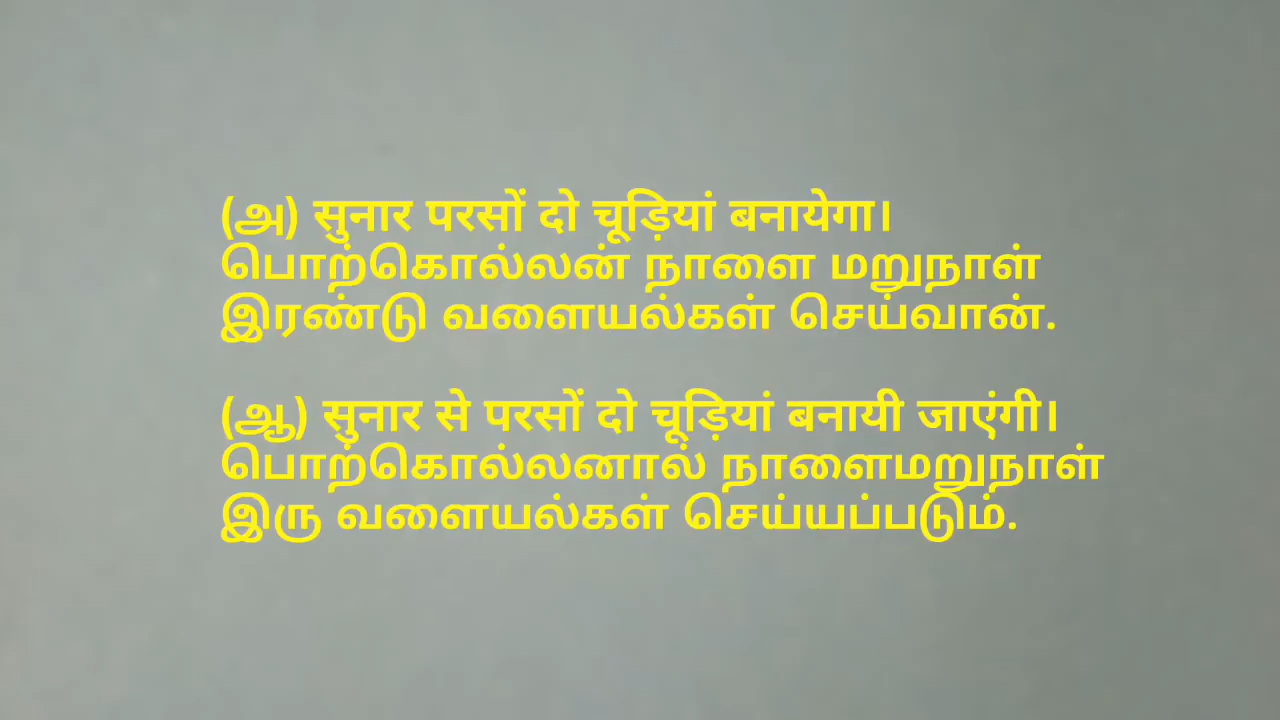 (அ) सुनार परसों दो चूड़ियां बनायेगा।
பொற்கொல்லன் நாளை மறுநாள்
இரண்டு வளையல்கள் செய்வான்.
(ஆ) सुनार से परसों दो चूड़ियां बनायी जाएंगी।
பொற்கொல்லனால் நாளைமறுநாள்
இரு வளையல்கள் செய்யப்படும்.